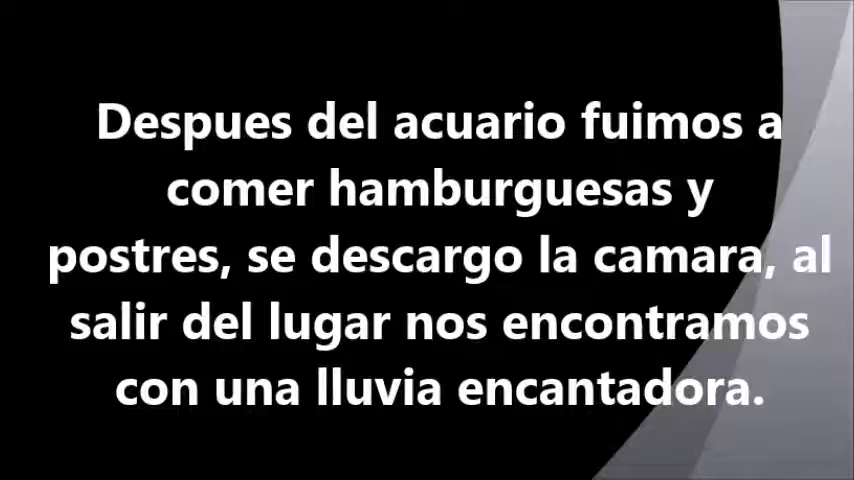 Despues del acuario fuimos a
comer hamburguesas y
postres, se descargo la camara, al
salir del lugar nos encontramos
con una lluvia encantadora.